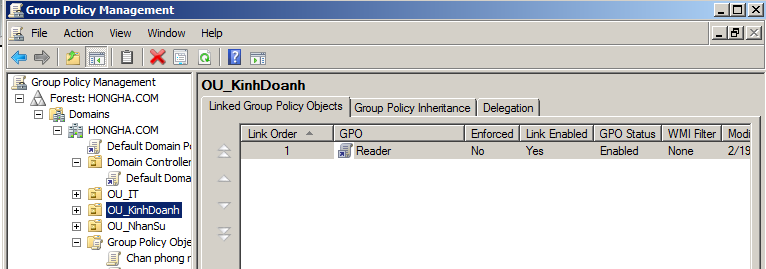 Group Policy Management
File Action View Window Help
Group Policy Management
Forest: HONGHA.COM
Domains
HONGHA.COM
Default Domain Po
Domain Controller
Default Doma
OU_IT
OU_KinhDoanh
OU_NhanSu
Group Policy Obje
Chan phong r
OU_KinhDoanh
Linked Group Policy Objects Group Policy Inheritance Delegation
Link Order GPO Enforced Link Enabled GPO Status WMI Filter Modi
1 Reader No Yes Enabled None 2/19